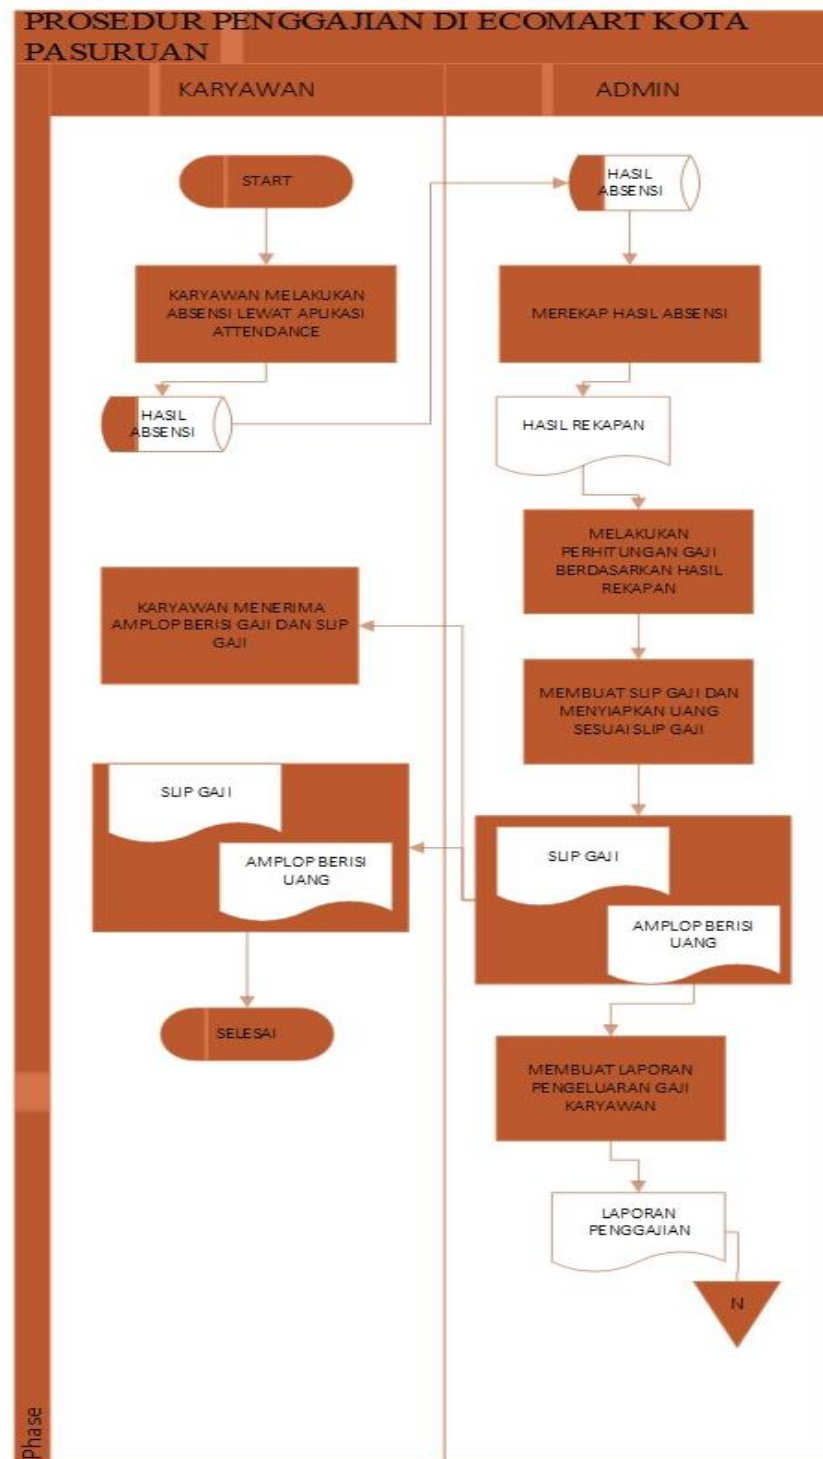 PROSEDUR PENGGAJIAN DI ECOMART KOTA
PASURUAN
KARYAWAN
ADMIN
START
KARYAWAN MELAKUKAN
ABSENSI LEWAT APLIKASI
ATTENDANCE
HASIL
ABSENSI
HASIL
ABSENSI
MEREKAP HASIL ABSENSI
HASIL REKAPAN
MELAKUKAN
PERHITUNGAN GAJI
BERDASARKAN HASIL
REKAPAN
MEMBUAT SLIP GAJI DAN
MENYIAPKAN UANG
SESUAI SLIP GAJI
SLIP GAJI
AMPLOP BERISI
UANG
KARYAWAN MENERIMA
AMPLOP BERISI GAJI DAN SLIP
GAJI
SLIP GAJI
AMPLOP BERISI
UANG
SELESAI
MEMBUAT LAPORAN
PENGELUARAN GAJI
KARYAWAN
LAPORAN
PENGGAJIAN
N
Phase